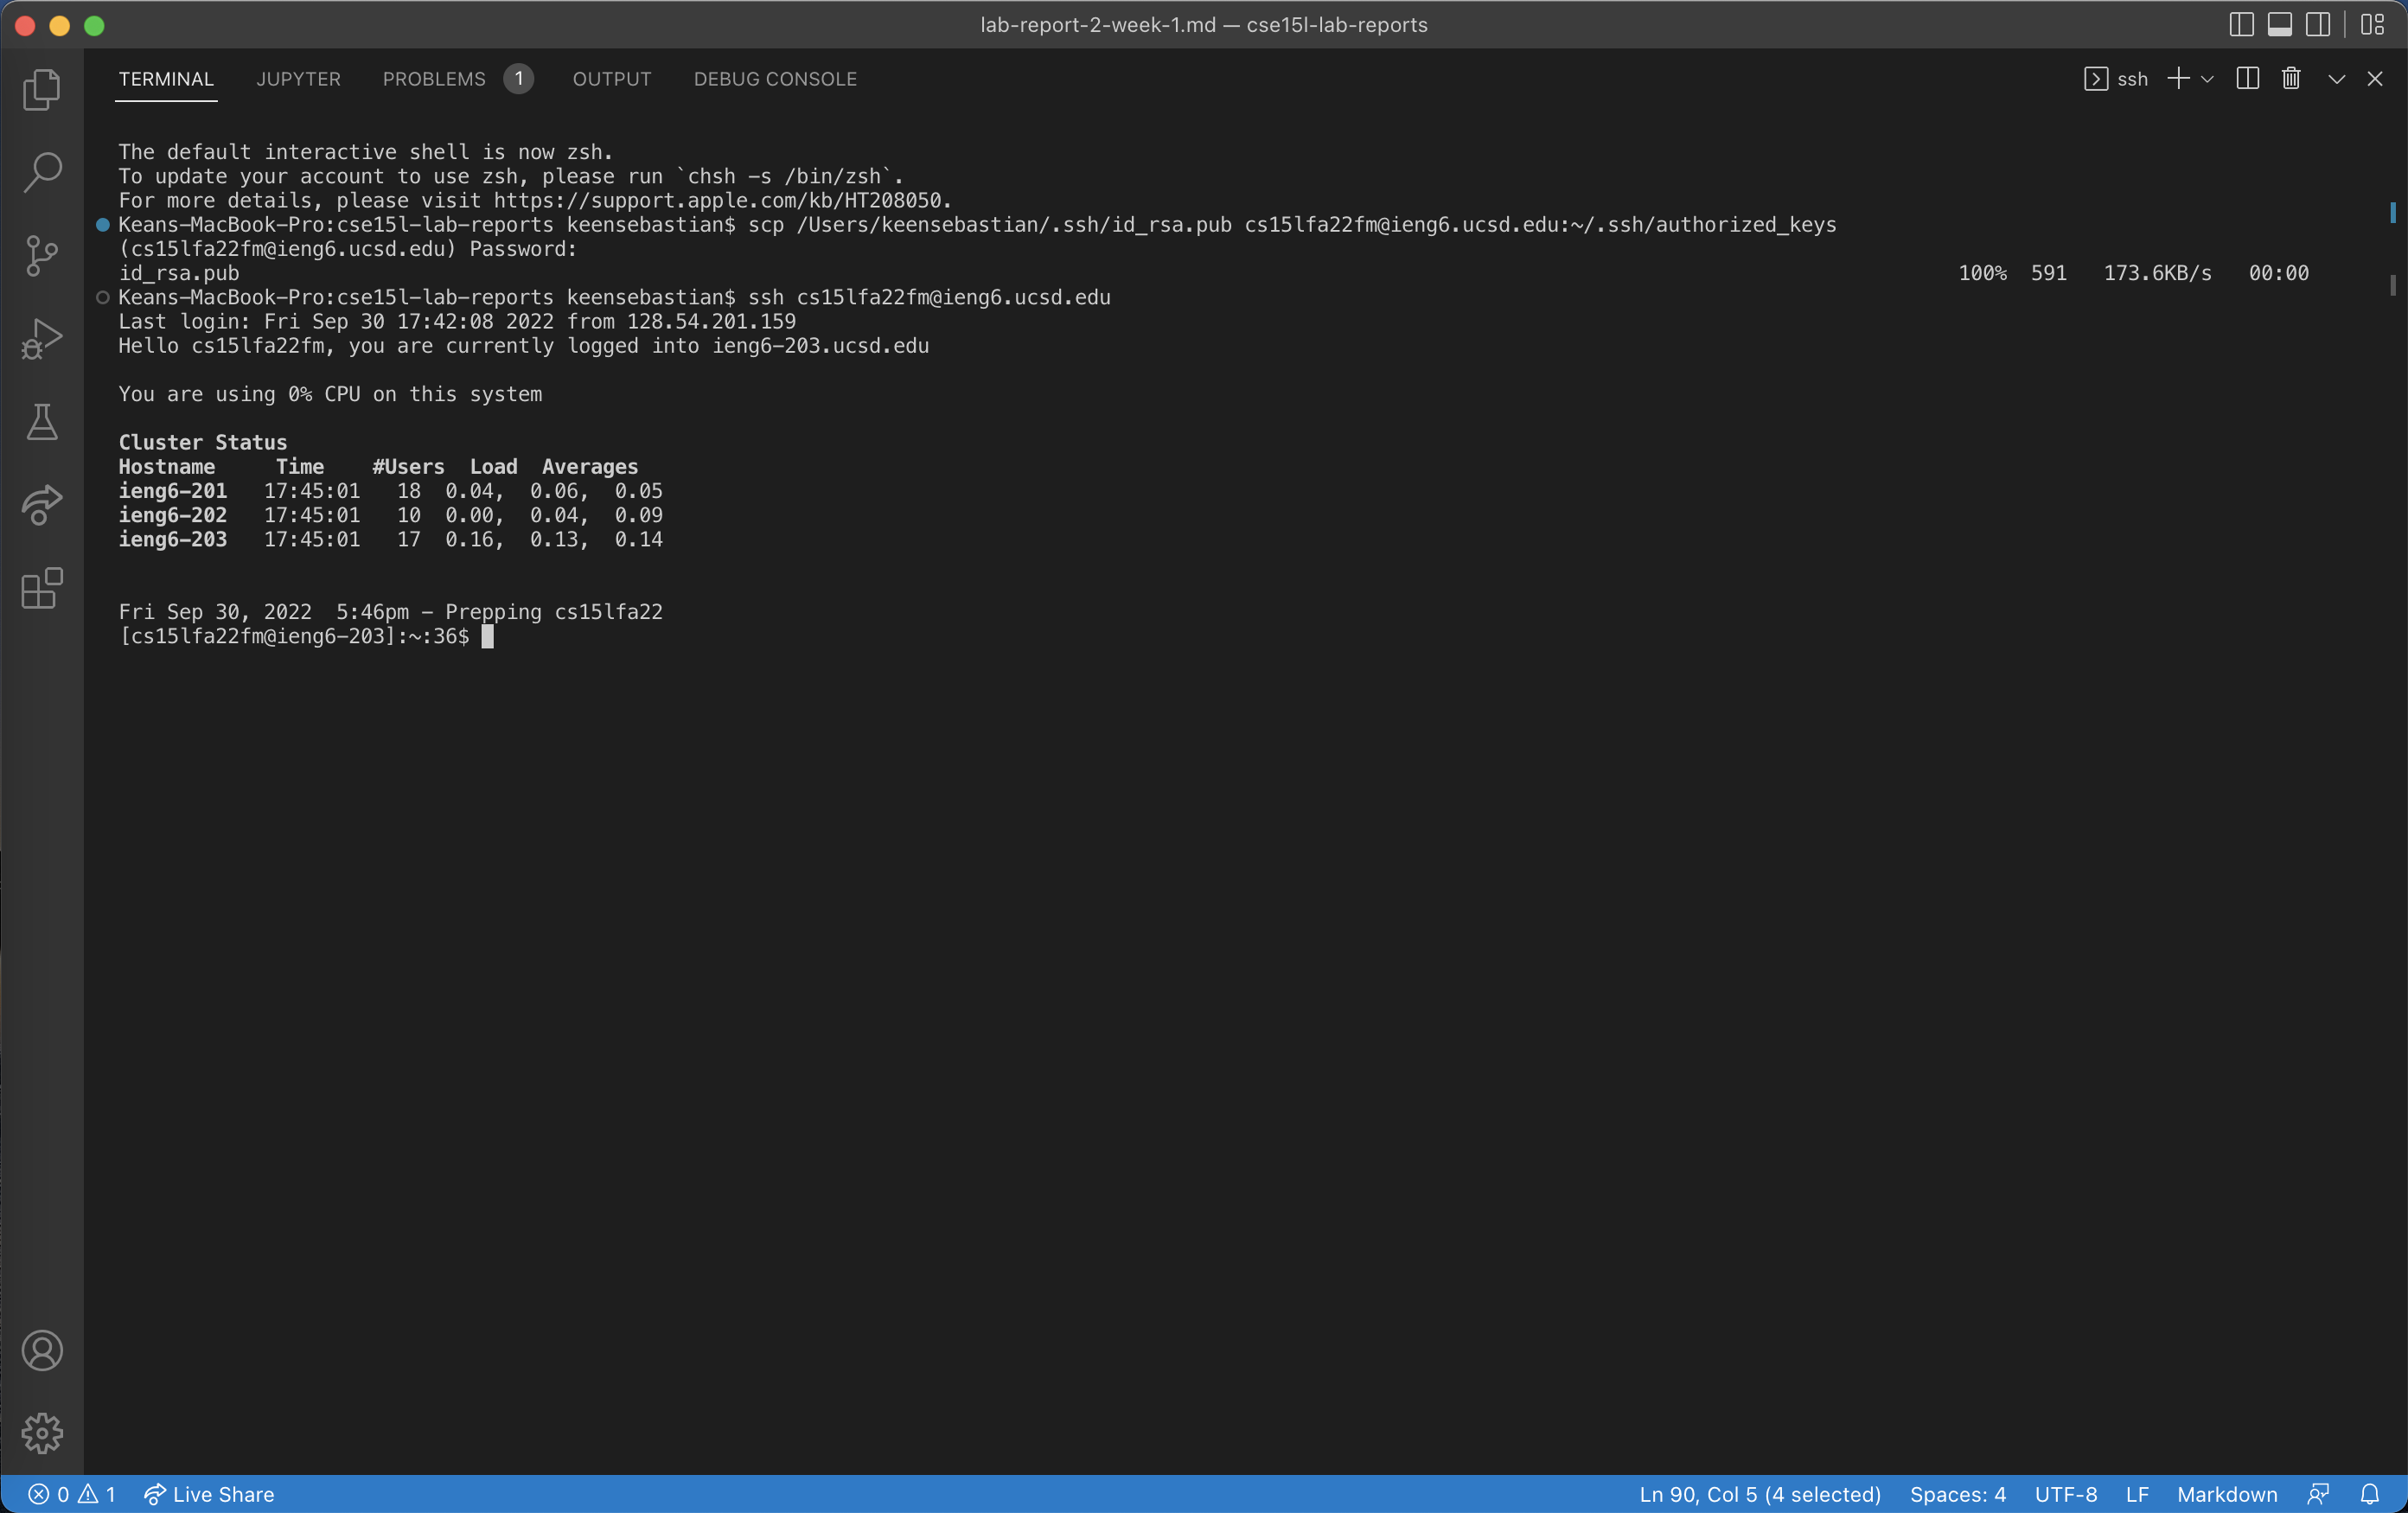 lab-report-2-week-1.md — cse15l-lab-reports
TERMINAL JUPYTER PROBLEMS 1 OUTPUT DEBUG CONSOLE ssh
The default interactive shell is now zsh.
To update your account to use zsh, please run `chsh -s /bin/zsh`.
For more details, please visit https://support.apple.com/kb/HT208050.
Keans-MacBook-Pro:cse15l-lab-reports keensebastian$ scp /Users/keensebastian/.ssh/id_rsa.pub cs15lfa22fm@ieng6.ucsd.edu:~/.ssh/authorized_keys
(cs15lfa22fm@ieng6.ucsd.edu) Password:
id_rsa.pub 100% 591 173.6KB/s 00:00
Keans-MacBook-Pro:cse15l-lab-reports keensebastian$ ssh cs15lfa22fm@ieng6.ucsd.edu
Last login: Fri Sep 30 17:42:08 2022 from 128.54.201.159
Hello cs15lfa22fm, you are currently logged into ieng6-203.ucsd.edu
You are using 0% CPU on this system
Cluster Status
Hostname Time #Users Load Averages
ieng6-201 17:45:01 18 0.04, 0.06, 0.05
ieng6-202 17:45:01 10 0.00, 0.04, 0.09
ieng6-203 17:45:01 17 0.16, 0.13, 0.14
Fri Sep 30, 2022 5:46pm - Prepping cs15lfa22
[cs15lfa22fm@ieng6-203]:~:36$
0 1 Live Share Ln 90, Col 5 (4 selected) Spaces: 4 UTF-8 LF Markdown